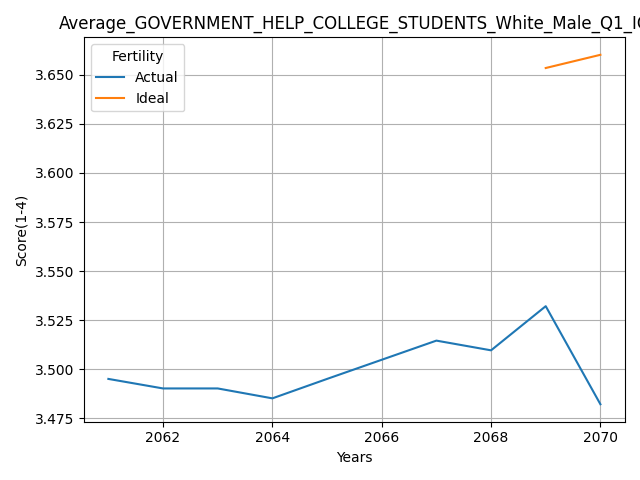 Average_GOVERNMENT_HELP_COLLEGE_STUDENTS_White_Male_Q1_IC
Fertility
Actual
Ideal
3.650
3.625
3.600
3.575
3.550
3.525
3.500
3.475
Score(1-4)
2062 2064 2066 2068 2070
Years